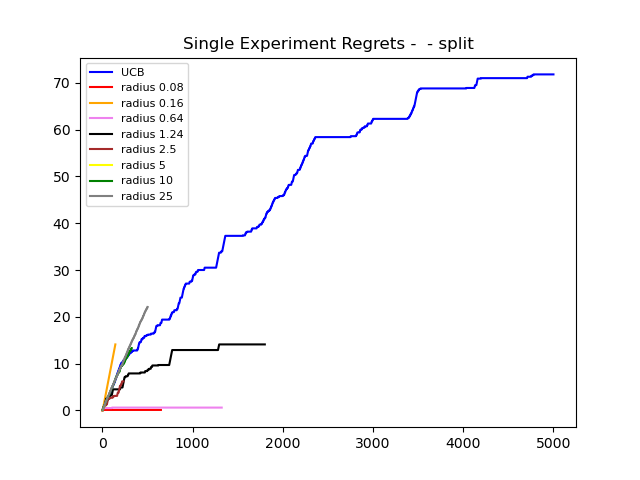 Single Experiment Regrets -  - split
UCB
radius 0.08
radius 0.16
radius 0.64
radius 1.24
radius 2.5
radius 5
radius 10
radius 25
70
60
50
40
30
20
10
0
0 1000 2000 3000 4000 5000